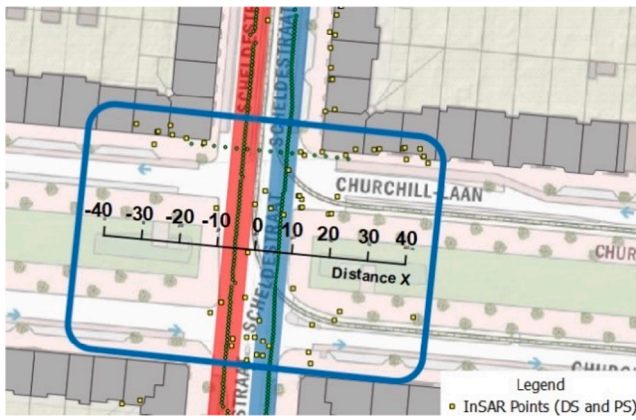 SCHELDESTRAAT
SCHELDESTRAAT
CHURCHILL-LAAN
-40 -30 -20 -10 0 10 20 30 40
CHUR
Distance X
SCHELDESTRAAT
STRAAT
Legend
InSAR Points (DS and PS)